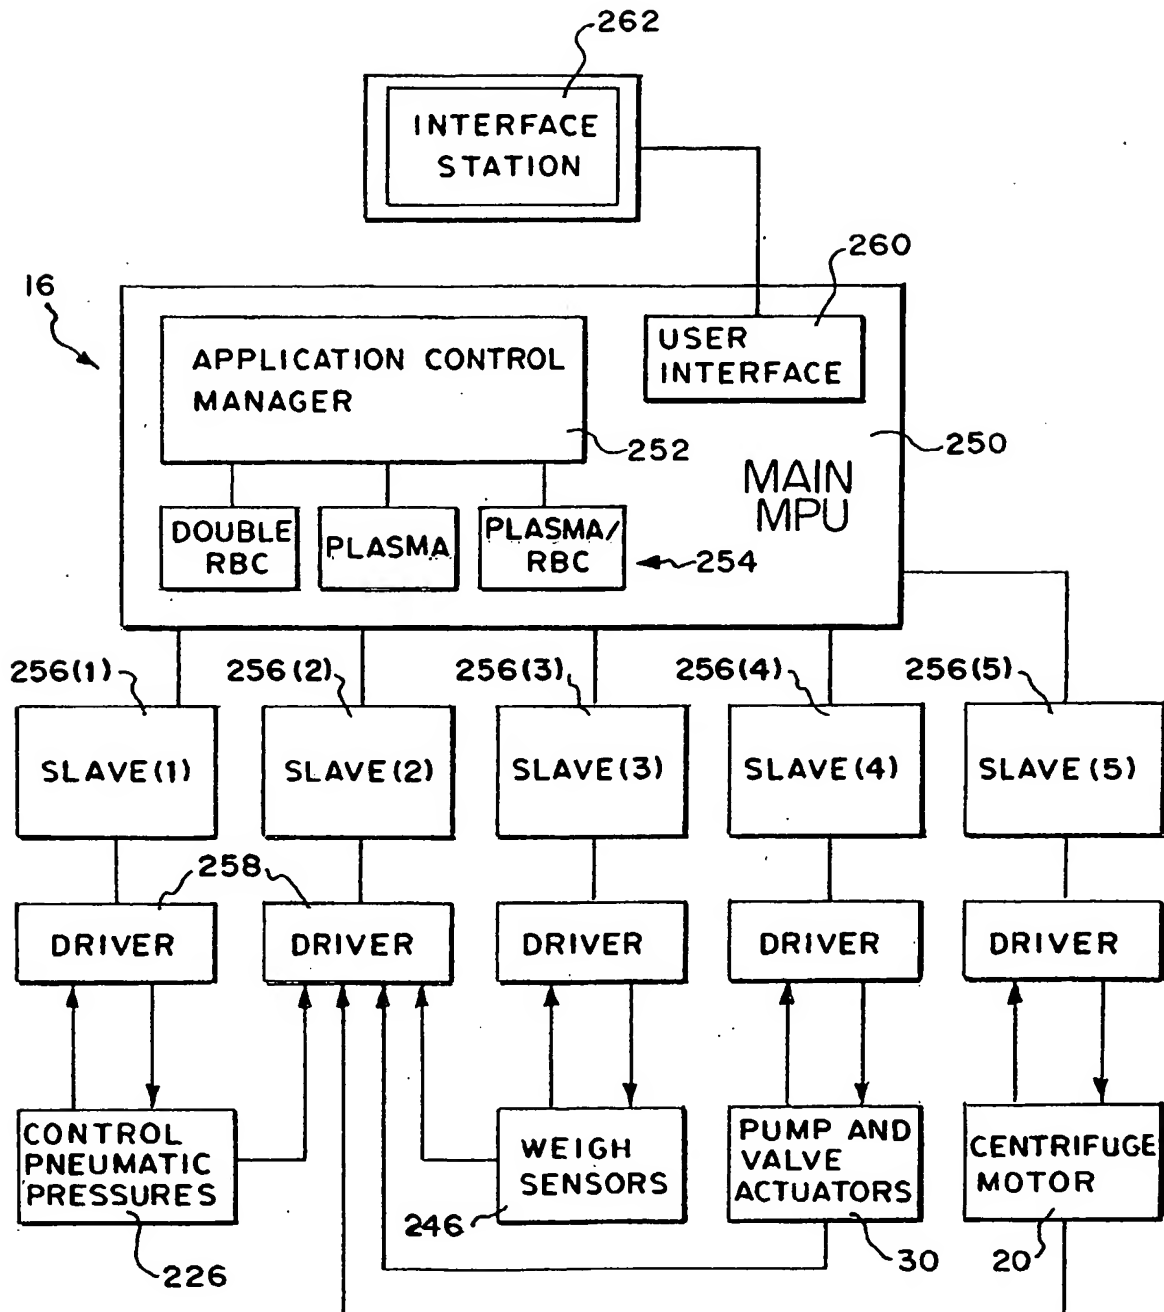 262
INTERFACE
STATION
260
16
USER
INTERFACE
APPLICATION CONTROL
MANAGER
252
250
MAIN
MPU
DOUBLE
RBC
PLASMA
PLASMA/
RBC
254
256(1)
256(2)
256(3)
256(4)
256(5)
SLAVE(1)
SLAVE(2)
SLAVE(3)
SLAVE(4)
SLAVE(5)
258
DRIVER
DRIVER
DRIVER
DRIVER
DRIVER
CONTROL
PNEUMATIC
PRESSURES
WEIGH
SENSORS
PUMP AND
VALVE
ACTUATORS
CENTRIFUGE
MOTOR
226
246
30
20